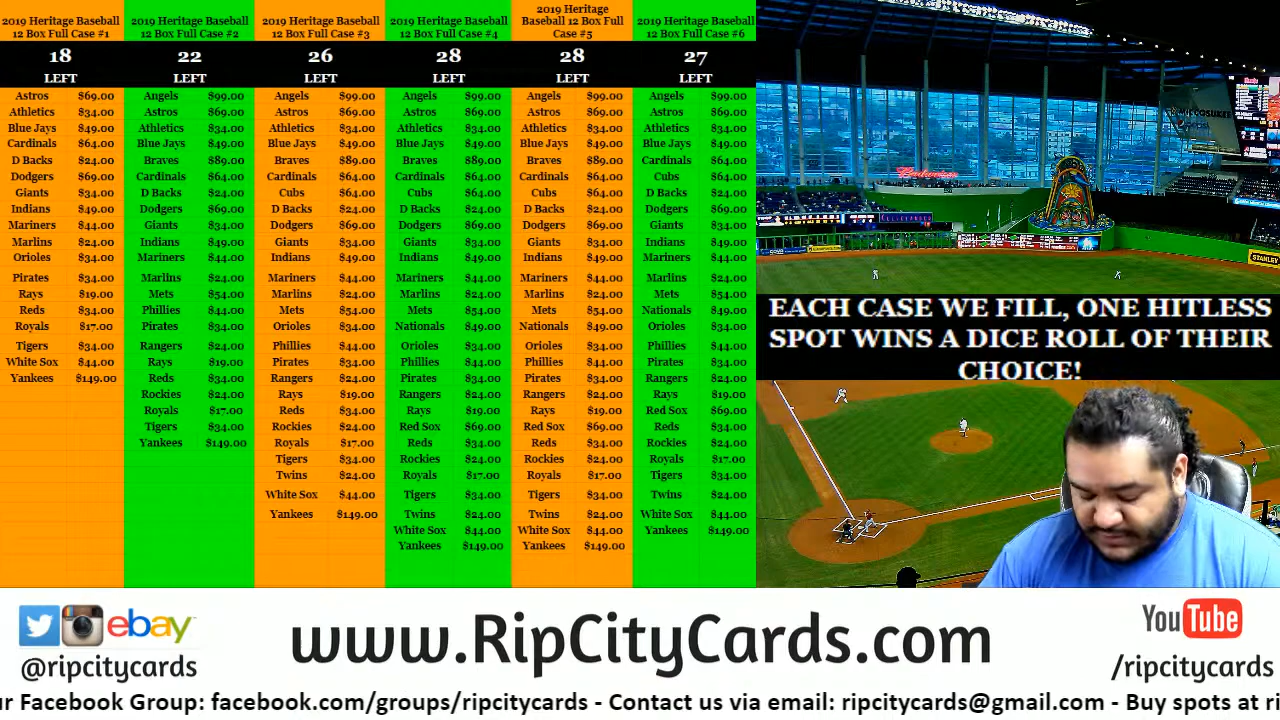 2019 Heritage Baseball
12 Box Full Case #1
18
LEFT
Astros $69.00
Athletics $34.00
Blue Jays $49.00
Cardinals $64.00
D Backs $24.00
Dodgers $69.00
Giants $34.00
Indians $49.00
Mariners $44.00
Marlins $24.00
Orioles $34.00
Pirates $34.00
Rays $19.00
Reds $34.00
Royals $17.00
Tigers $34.00
White Sox $44.00
Yankees $149.00
2019 Heritage Baseball
12 Box Full Case #2
22
LEFT
Angels $99.00
Astros $69.00
Athletics $34.00
Blue Jays $49.00
Braves $89.00
Cardinals $64.00
D Backs $24.00
Dodgers $69.00
Giants $34.00
Indians $49.00
Mariners $44.00
Marlins $24.00
Mets $54.00
Phillies $44.00
Pirates $34.00
Rangers $24.00
Rays $19.00
Reds $34.00
Rockies $24.00
Royals $17.00
Tigers $34.00
Yankees $149.00
2019 Heritage Baseball
12 Box Full Case #3
26
LEFT
Angels $99.00
Astros $69.00
Athletics $34.00
Blue Jays $49.00
Braves $89.00
Cardinals $64.00
Cubs $64.00
D Backs $24.00
Dodgers $69.00
Giants $34.00
Indians $49.00
Mariners $44.00
Marlins $24.00
Mets $54.00
Orioles $34.00
Phillies $44.00
Pirates $34.00
Rangers $24.00
Rays $19.00
Reds $34.00
Rockies $24.00
Royals $17.00
Tigers $34.00
Twins $24.00
White Sox $44.00
Yankees $149.00
2019 Heritage Baseball
12 Box Full Case #4
28
LEFT
Angels $99.00
Astros $69.00
Athletics $34.00
Blue Jays $49.00
Braves $89.00
Cardinals $64.00
Cubs $64.00
D Backs $24.00
Dodgers $69.00
Giants $34.00
Indians $49.00
Mariners $44.00
Marlins $24.00
Mets $54.00
Nationals $49.00
Orioles $34.00
Phillies $44.00
Pirates $34.00
Rangers $24.00
Rays $19.00
Red Sox $69.00
Reds $34.00
Rockies $24.00
Royals $17.00
Tigers $34.00
Twins $24.00
White Sox $44.00
Yankees $149.00
2019 Heritage
Baseball 12 Box Full
Case #5
28
LEFT
Angels $99.00
Astros $69.00
Athletics $34.00
Blue Jays $49.00
Braves $89.00
Cardinals $64.00
Cubs $64.00
D Backs $24.00
Dodgers $69.00
Giants $34.00
Indians $49.00
Mariners $44.00
Marlins $24.00
Mets $54.00
Nationals $49.00
Orioles $34.00
Phillies $44.00
Pirates $34.00
Rangers $24.00
Rays $19.00
Red Sox $69.00
Reds $34.00
Rockies $24.00
Royals $17.00
Tigers $34.00
Twins $24.00
White Sox $44.00
Yankees $149.00
2019 Heritage Baseball
12 Box Full Case #6
27
LEFT
Angels $99.00
Astros $69.00
Athletics $34.00
Blue Jays $49.00
Cardinals $64.00
Cubs $64.00
D Backs $24.00
Dodgers $69.00
Giants $34.00
Indians $49.00
Mariners $44.00
Marlins $24.00
Mets $54.00
Nationals $49.00
Orioles $34.00
Phillies $44.00
Pirates $34.00
Rangers $24.00
Rays $19.00
Red Sox $69.00
Reds $34.00
Rockies $24.00
Royals $17.00
Tigers $34.00
Twins $24.00
White Sox $44.00
Yankees $149.00
Budweiser
STANLEY
EACH CASE WE FILL, ONE HITLESS
SPOT WINS A DICE ROLL OF THEIR
CHOICE!
ebay
@ripcitycards
www.RipCityCards.com
YouTube
/ripcitycards
ur Facebook Group: facebook.com/groups/ripcitycards - Contact us via email: ripcitycards@gmail.com - Buy spots at ri